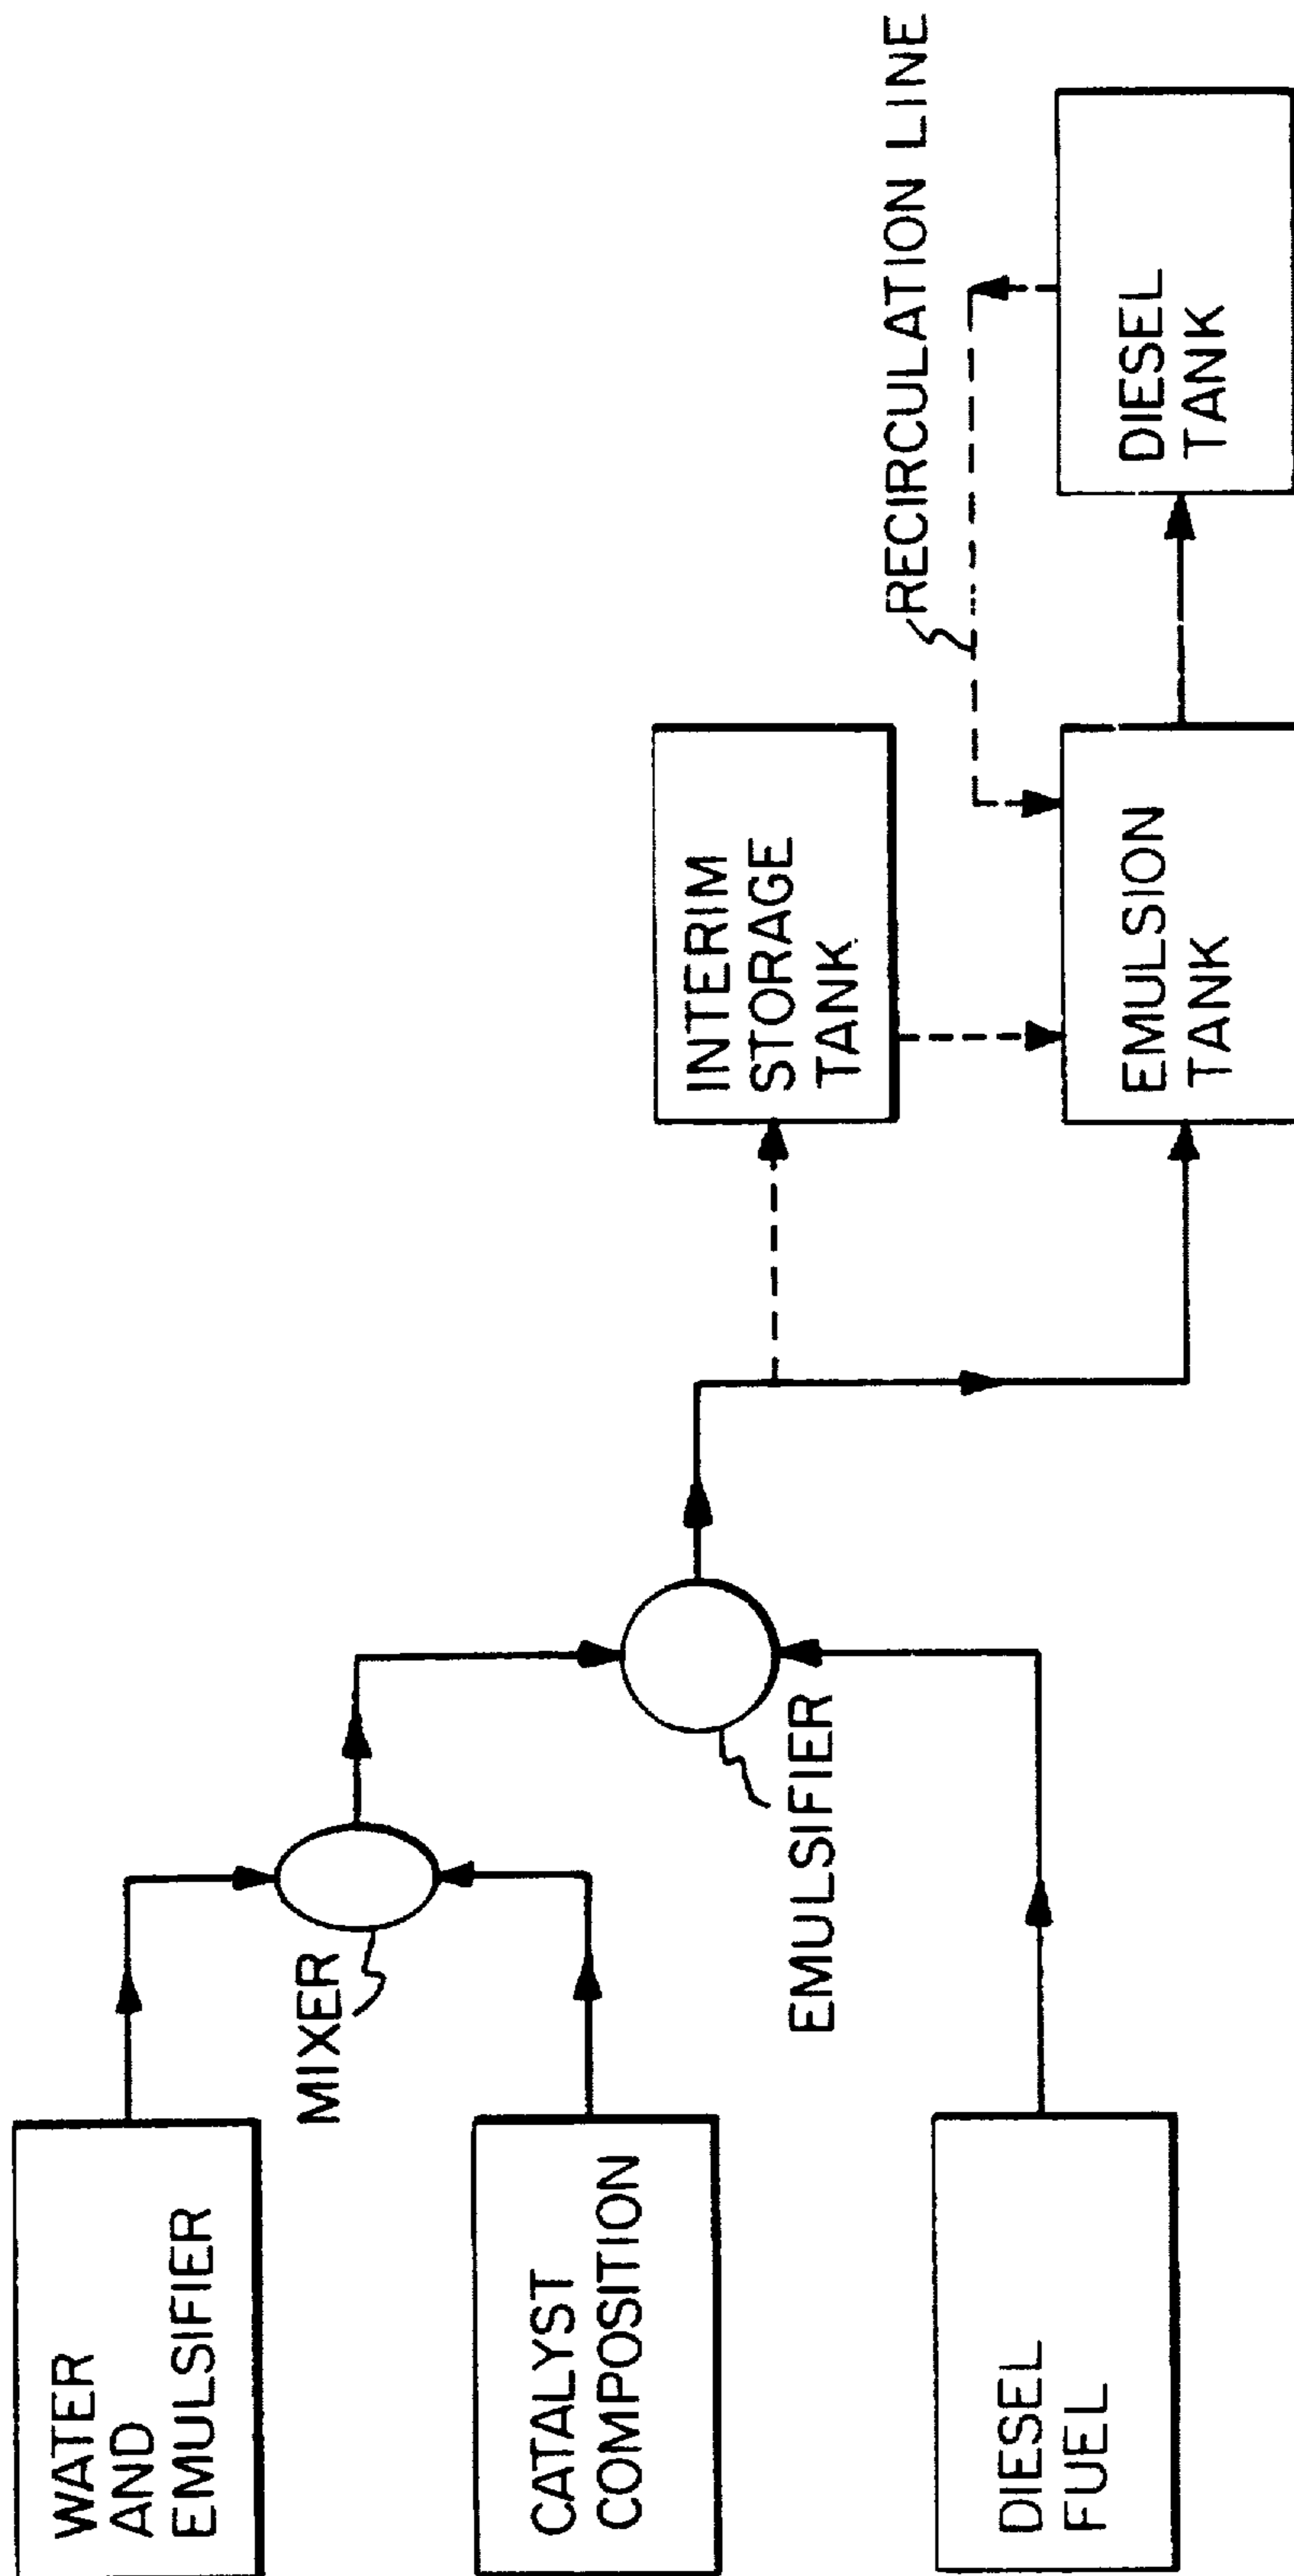 WATER
AND
EMULSIFIER
MIXER
CATALYST
COMPOSITION
EMULSIFIER
DIESEL
FUEL
INTERIM
STORAGE
TANK
RECIRCULATION LINE
EMULSION
TANK
DIESEL
TANK